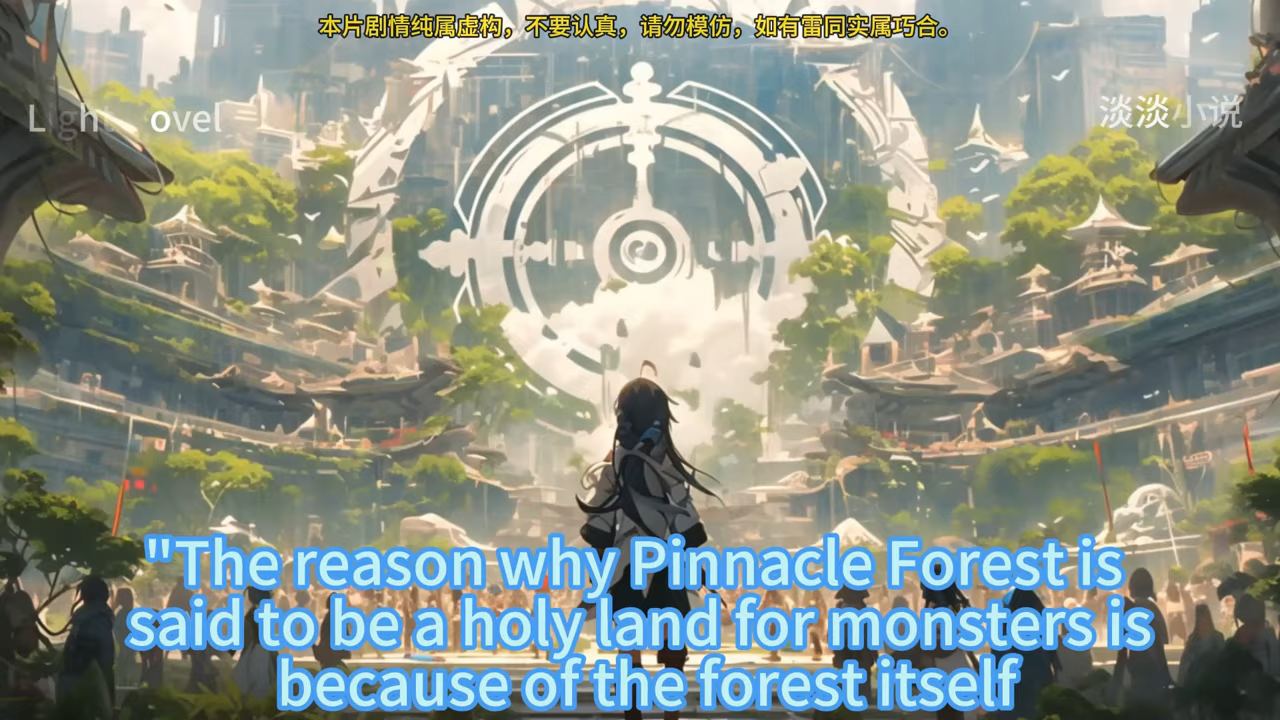 本片剧情纯属虚构，不要认真，请勿模仿，如有雷同实属巧合。
Light Novel
淡淡小说
"The reason why Pinnacle Forest is
said to be a holy land for monsters is
because of the forest itself